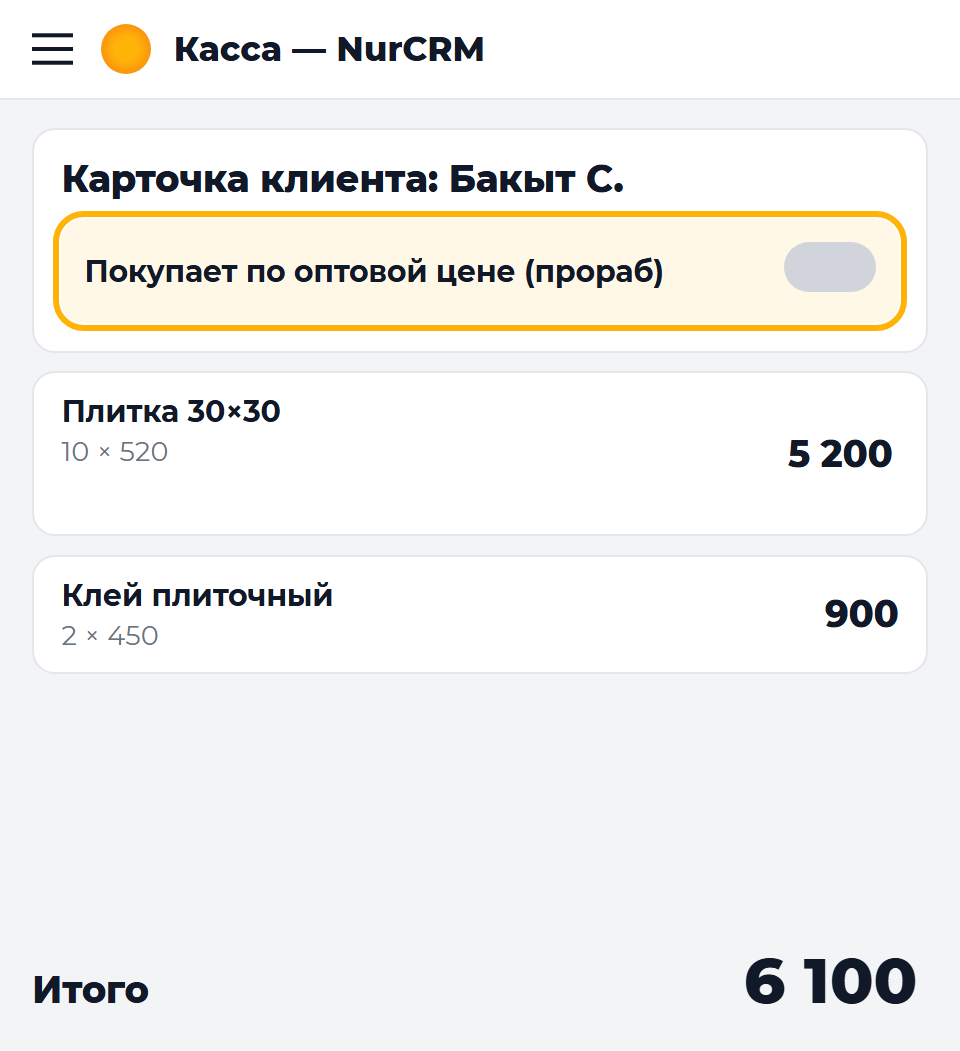 Касса — NurCRM
Карточка клиента: Бакыт С.
Покупает по оптовой цене (прораб)
Плитка 30×30
10 × 520
5 200
Клей плиточный
2 × 450
900
Итого
6 100